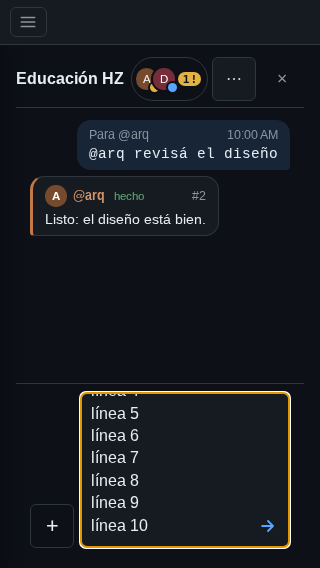 Educación HZ
A
D
1 !
...
×
Para @arq
10:00 AM
@arq revisá el diseño
A
@arq
hecho
#2
Listo: el diseño está bien.
línea 5
línea 6
línea 7
línea 8
línea 9
línea 10
+
→